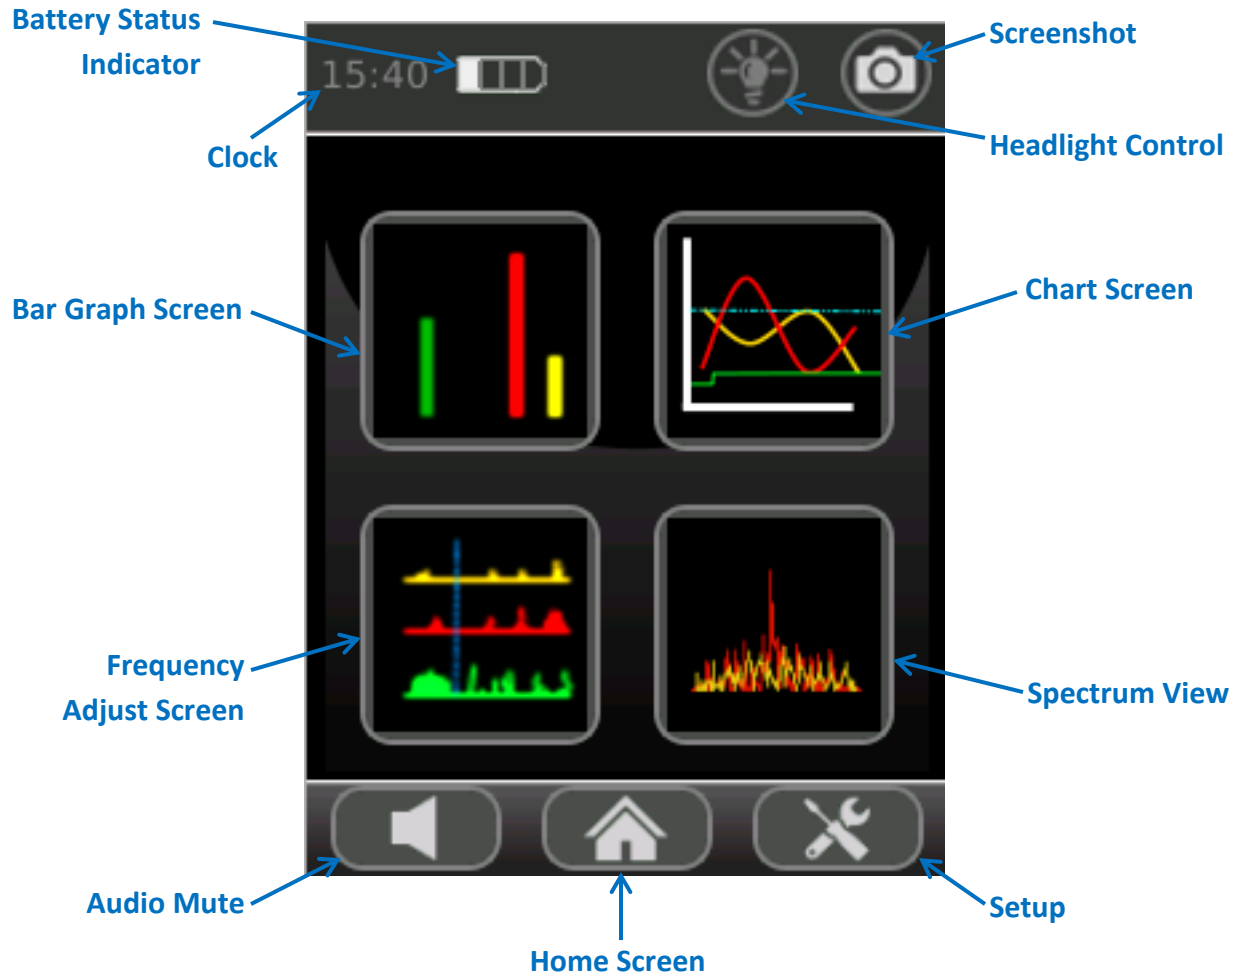 Battery Status
Indicator
Screenshot
15:40
Clock
Headlight Control
Bar Graph Screen
Chart Screen
Frequency
Adjust Screen
Spectrum View
Audio Mute
Setup
Home Screen